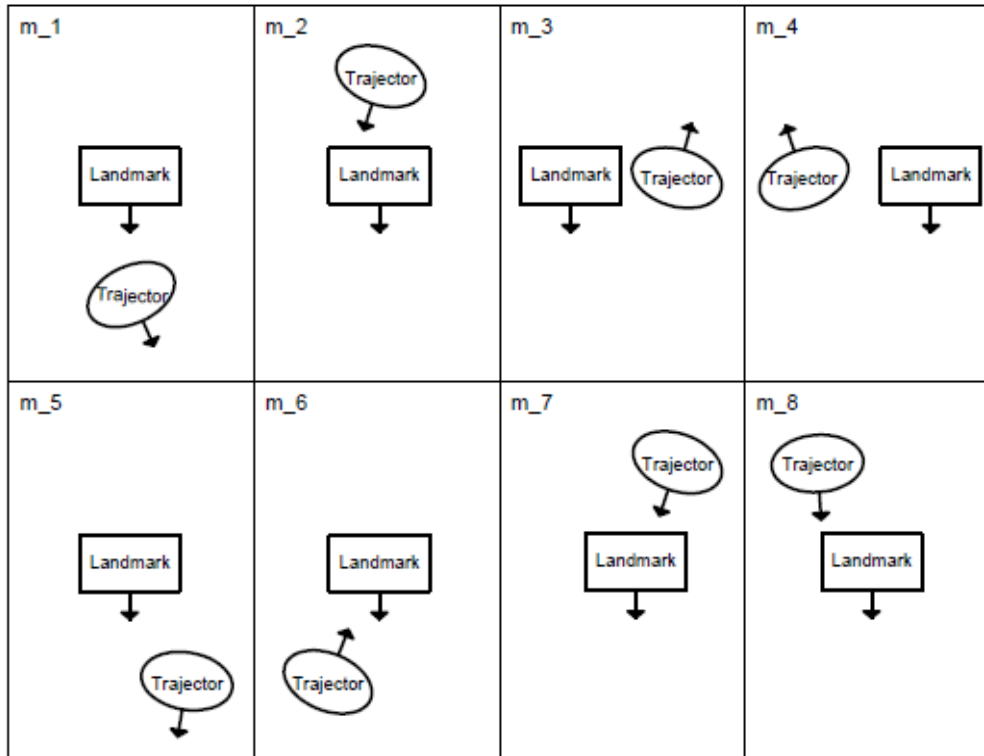 m_1
Landmark
Trajector
m_2
Trajector
Landmark
m_3
Landmark
Trajector
m_4
Trajector
Landmark
m_5
Landmark
Trajector
m_6
Landmark
Trajector
m_7
Trajector
Landmark
m_8
Trajector
Landmark